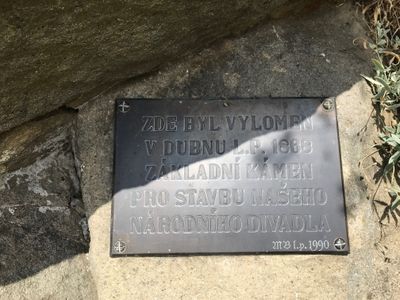 ZDE BYL VYLOMEN
V DUBNU L.P. 1868
ZÁKLADNÍ KÁMEN
PRO STAVBU NAŠEHO
NÁRODNÍHO DIVADLA
MB l.p. 1990